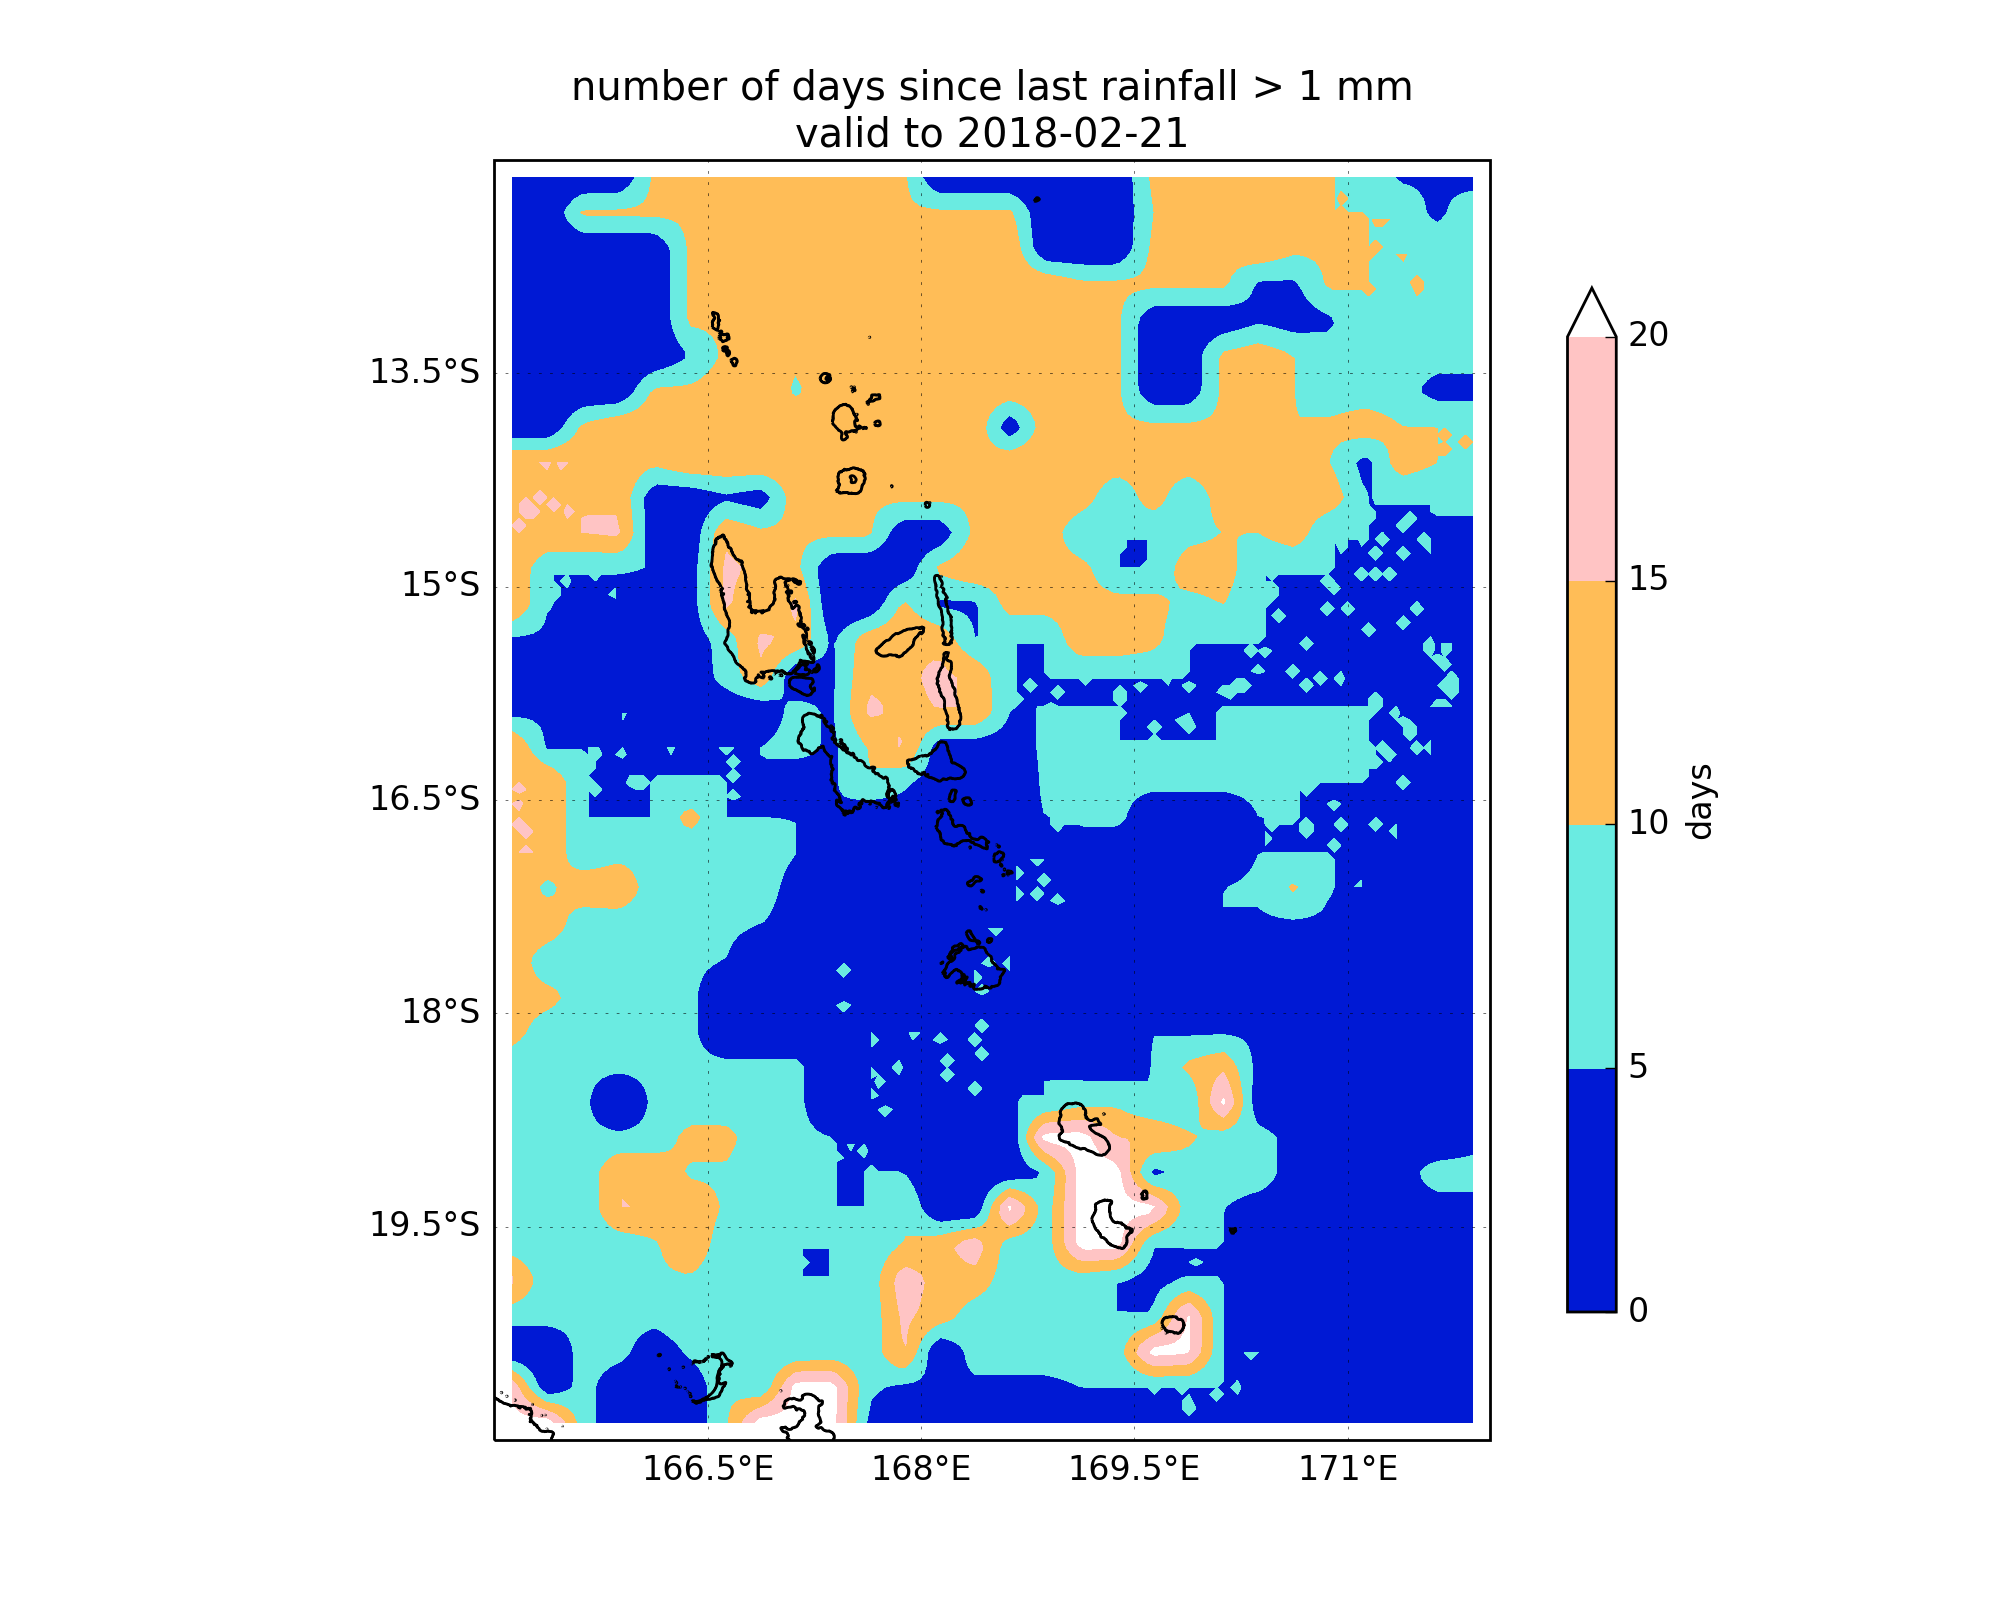 number of days since last rainfall > 1 mm
valid to 2018-02-21
13.5°S
15°S
16.5°S
18°S
19.5°S
166.5°E
168°E
169.5°E
171°E
20
15
10
5
0
days